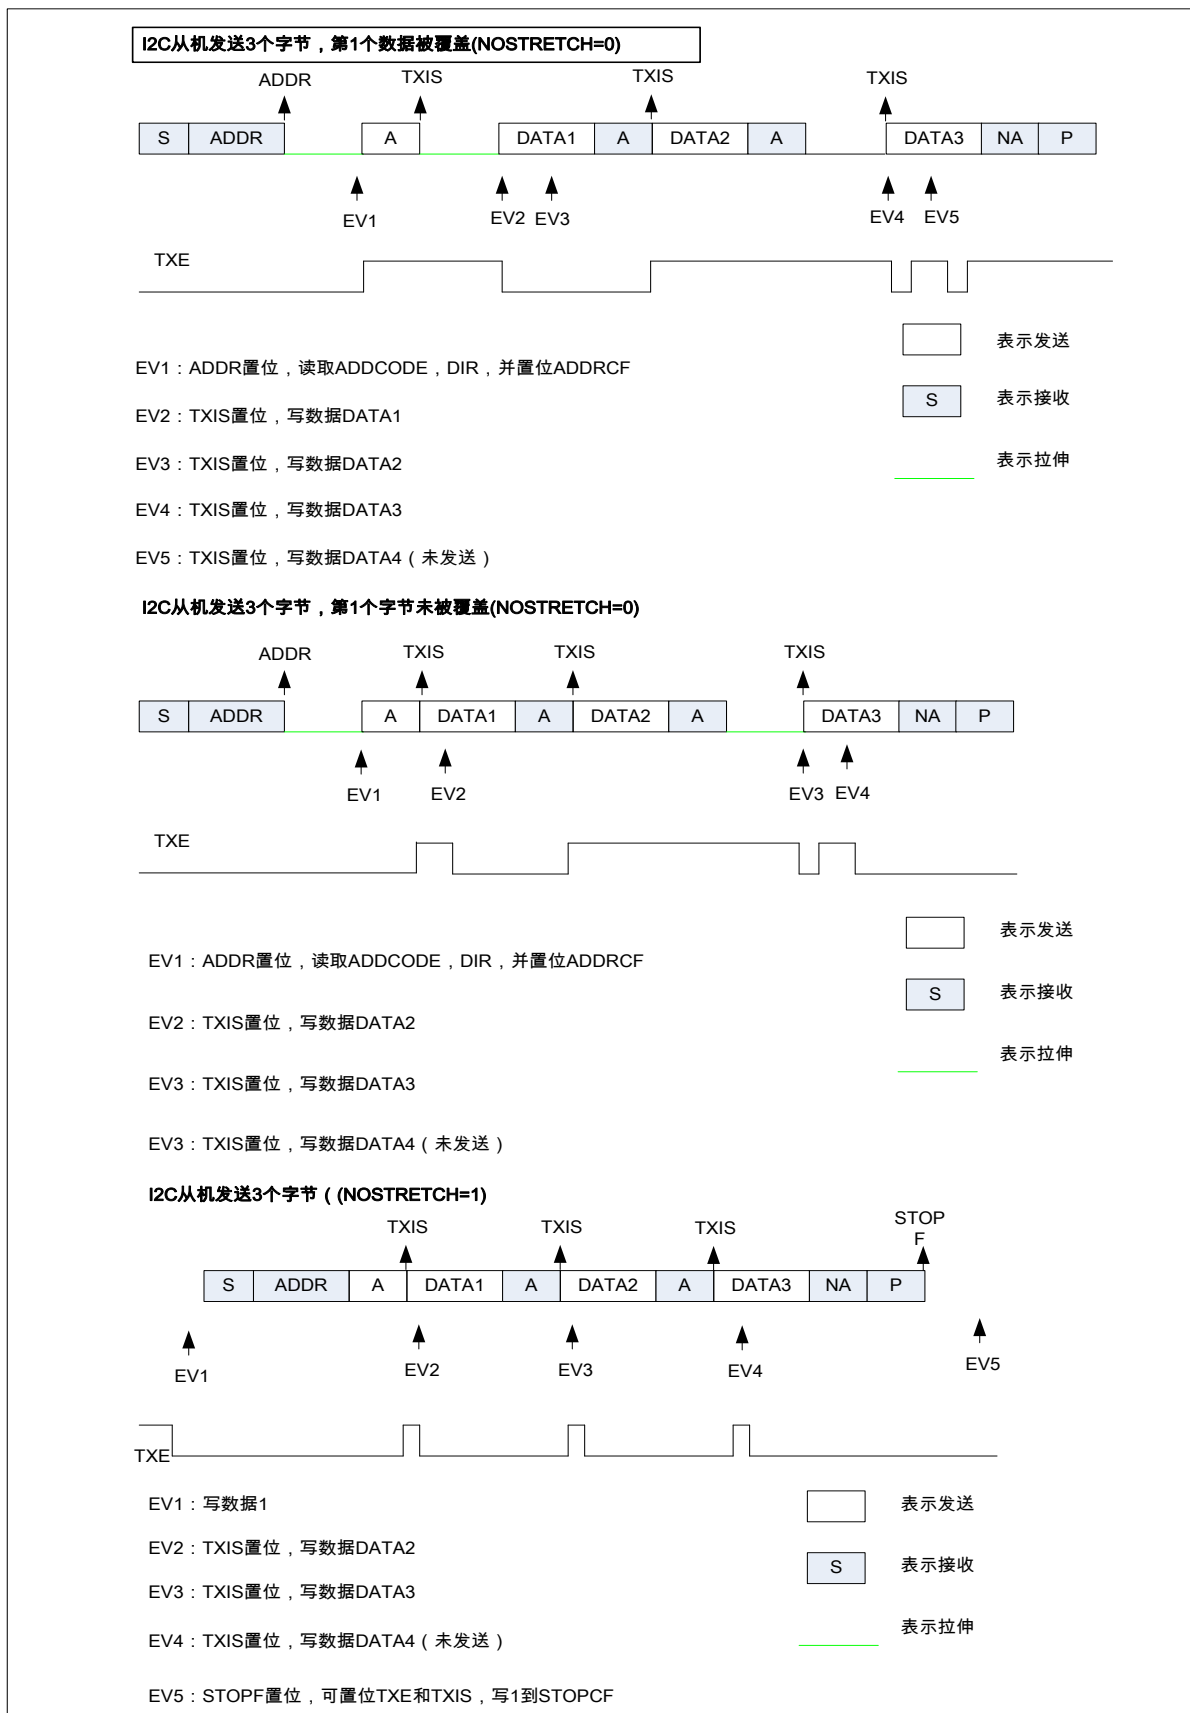 I2C从机发送3个字节，第1个数据被覆盖(NOSTRETCH=0)
ADDR TXIS TXIS TXIS
S ADDR A DATA1 A DATA2 A DATA3 NA P
EV1 EV2 EV3 EV4 EV5
TXE
表示发送
EV1：ADDR置位，读取ADDCODE，DIR，并置位ADDRCF
S 表示接收
EV2：TXIS置位，写数据DATA1
EV3：TXIS置位，写数据DATA2
表示拉伸
EV4：TXIS置位，写数据DATA3
EV5：TXIS置位，写数据DATA4（未发送）
I2C从机发送3个字节，第1个字节未被覆盖(NOSTRETCH=0)
ADDR TXIS TXIS TXIS
S ADDR A DATA1 A DATA2 A DATA3 NA P
EV1 EV2 EV3 EV4
TXE
表示发送
EV1：ADDR置位，读取ADDCODE，DIR，并置位ADDRCF
S 表示接收
EV2：TXIS置位，写数据DATA2
表示拉伸
EV3：TXIS置位，写数据DATA3
EV3：TXIS置位，写数据DATA4（未发送）
I2C从机发送3个字节（(NOSTRETCH=1)
TXIS TXIS TXIS STOP
F
S ADDR A DATA1 A DATA2 A DATA3 NA P
EV1 EV2 EV3 EV4 EV5
TXE
EV1：写数据1
表示发送
EV2：TXIS置位，写数据DATA2
S 表示接收
EV3：TXIS置位，写数据DATA3
EV4：TXIS置位，写数据DATA4（未发送）
表示拉伸
EV5：STOPF置位，可置位TXE和TXIS，写1到STOPCF